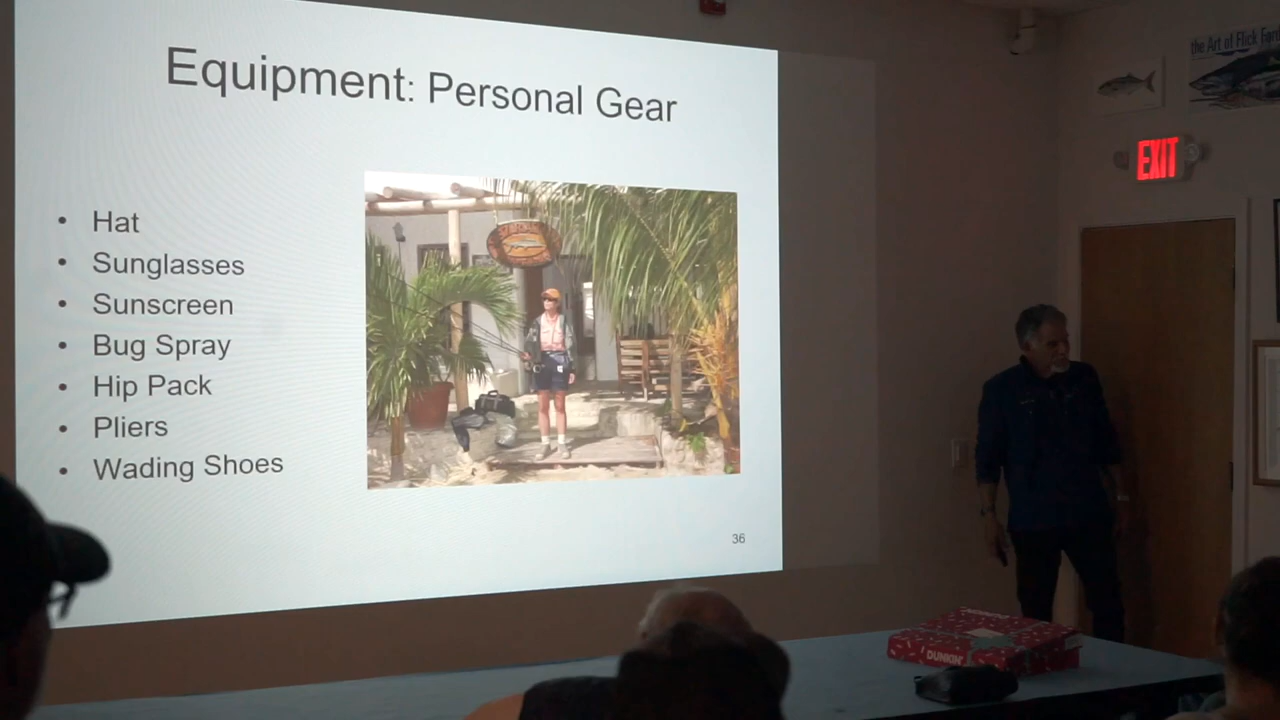 Equipment: Personal Gear
• Hat
• Sunglasses
• Sunscreen
• Bug Spray
• Hip Pack
• Pliers
• Wading Shoes
36
the Art of Flick
EXIT
DUNKIN'